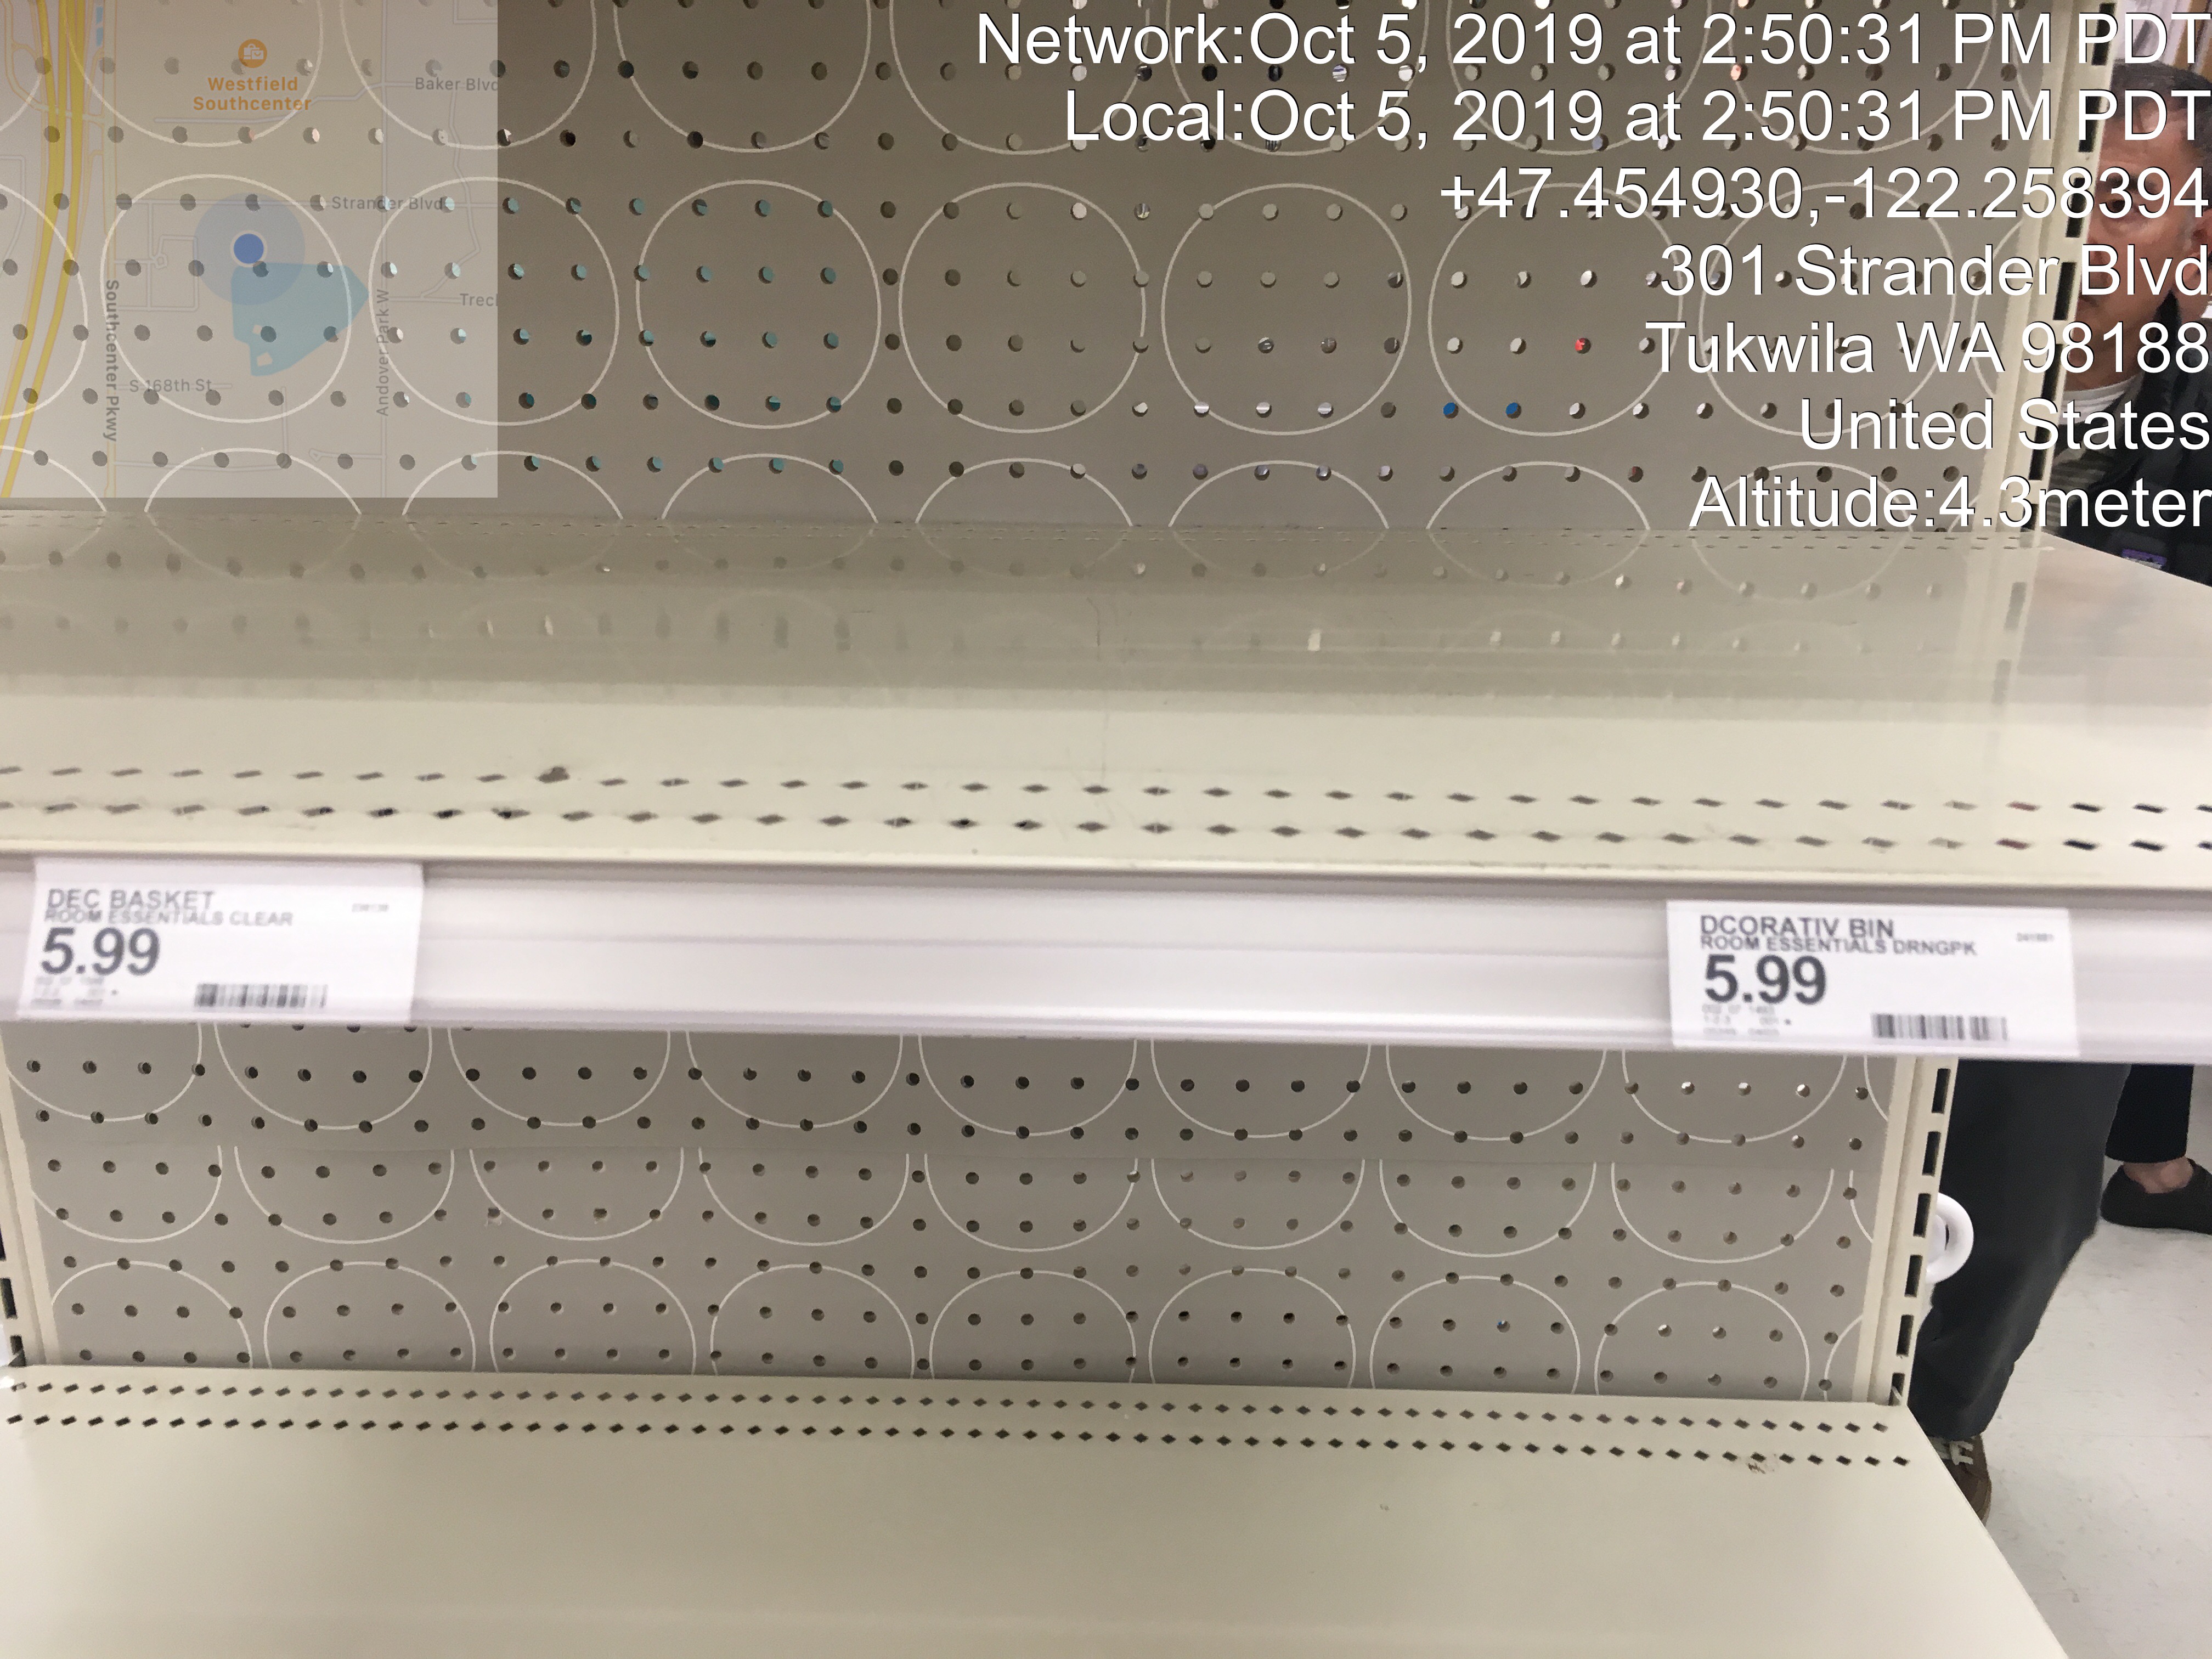 Network:Oct 5, 2019 at 2:50:31 PM PDT
Local:Oct 5, 2019 at 2:50:31 PM PDT
+47.454930,-122.258394
301 Strander Blvd
Tukwila WA 98188
United States
Altitude:4.3meter
Westfield
Southcenter
Baker Blvd
Strander Blvd
Southcenter Pkwy
Andover Park W
S 168th St
DEC BASKET
ROOM ESSENTIALS CLEAR
5.99
DCORATIV BIN
ROOM ESSENTIALS DRNGPK
5.99